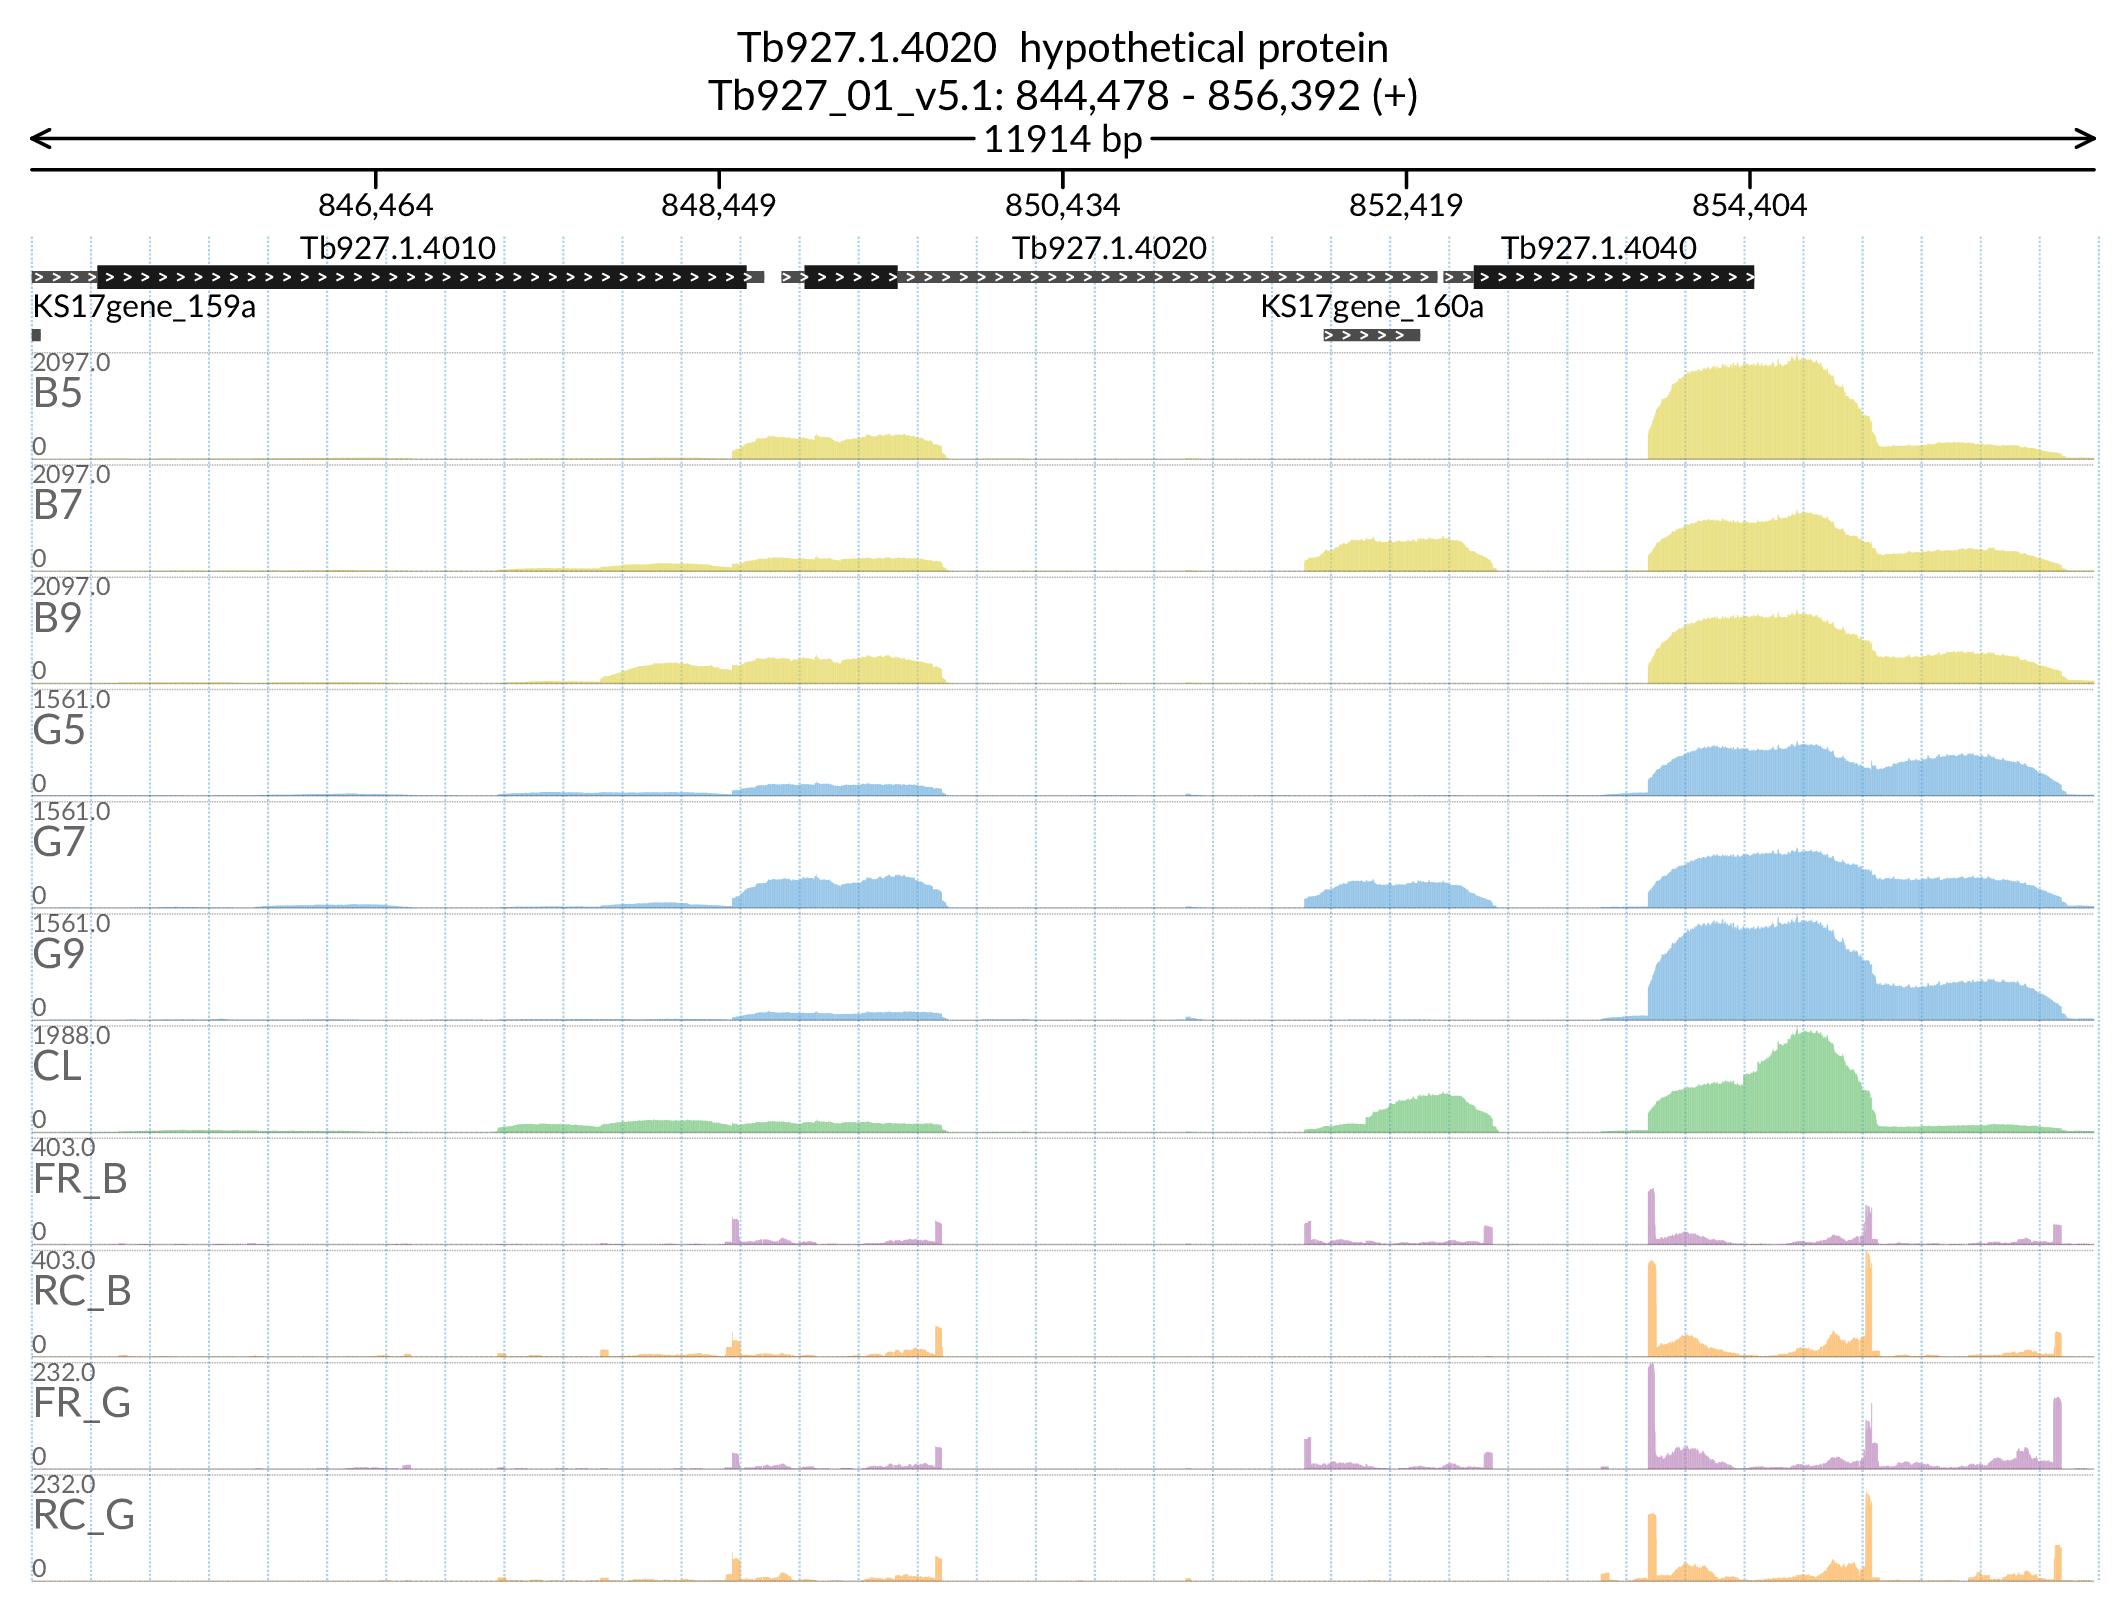 Tb927.1.4020  hypothetical protein
Tb927_01_v5.1: 844,478 - 856,392 (+)
11914 bp
846,464 848,449 850,434 852,419 854,404
Tb927.1.4010 Tb927.1.4020 Tb927.1.4040
KS17gene_159a KS17gene_160a
2097.0
B5
0
2097.0
B7
0
2097.0
B9
0
1561.0
G5
0
1561.0
G7
0
1561.0
G9
0
1988.0
CL
0
403.0
FR_B
0
403.0
RC_B
0
232.0
FR_G
0
232.0
RC_G
0